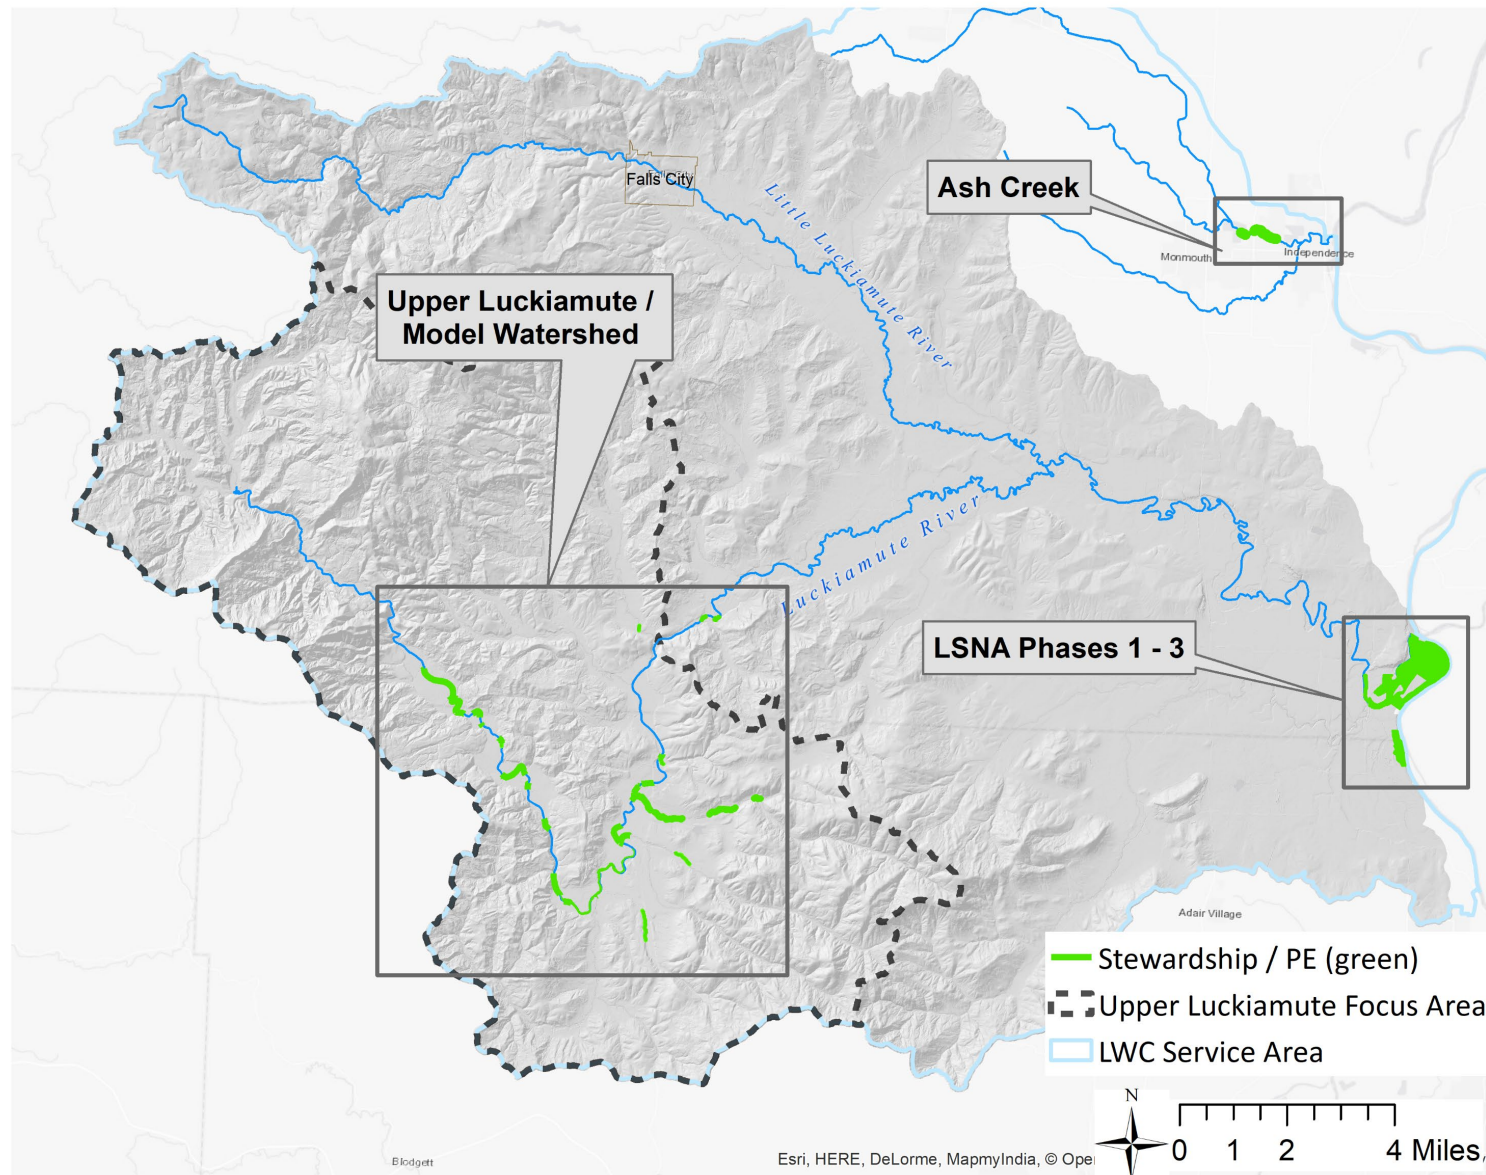 Falls City
Little Luckiamute River
Ash Creek
Monmouth
Independence
Upper Luckiamute /
Model Watershed
Luckiamute River
LSNA Phases 1 - 3
Adair Village
Stewardship / PE (green)
Upper Luckiamute Focus Area
LWC Service Area
N
0 1 2 4 Miles
Blodgett
Esri, HERE, DeLorme, MapmyIndia, © Ope